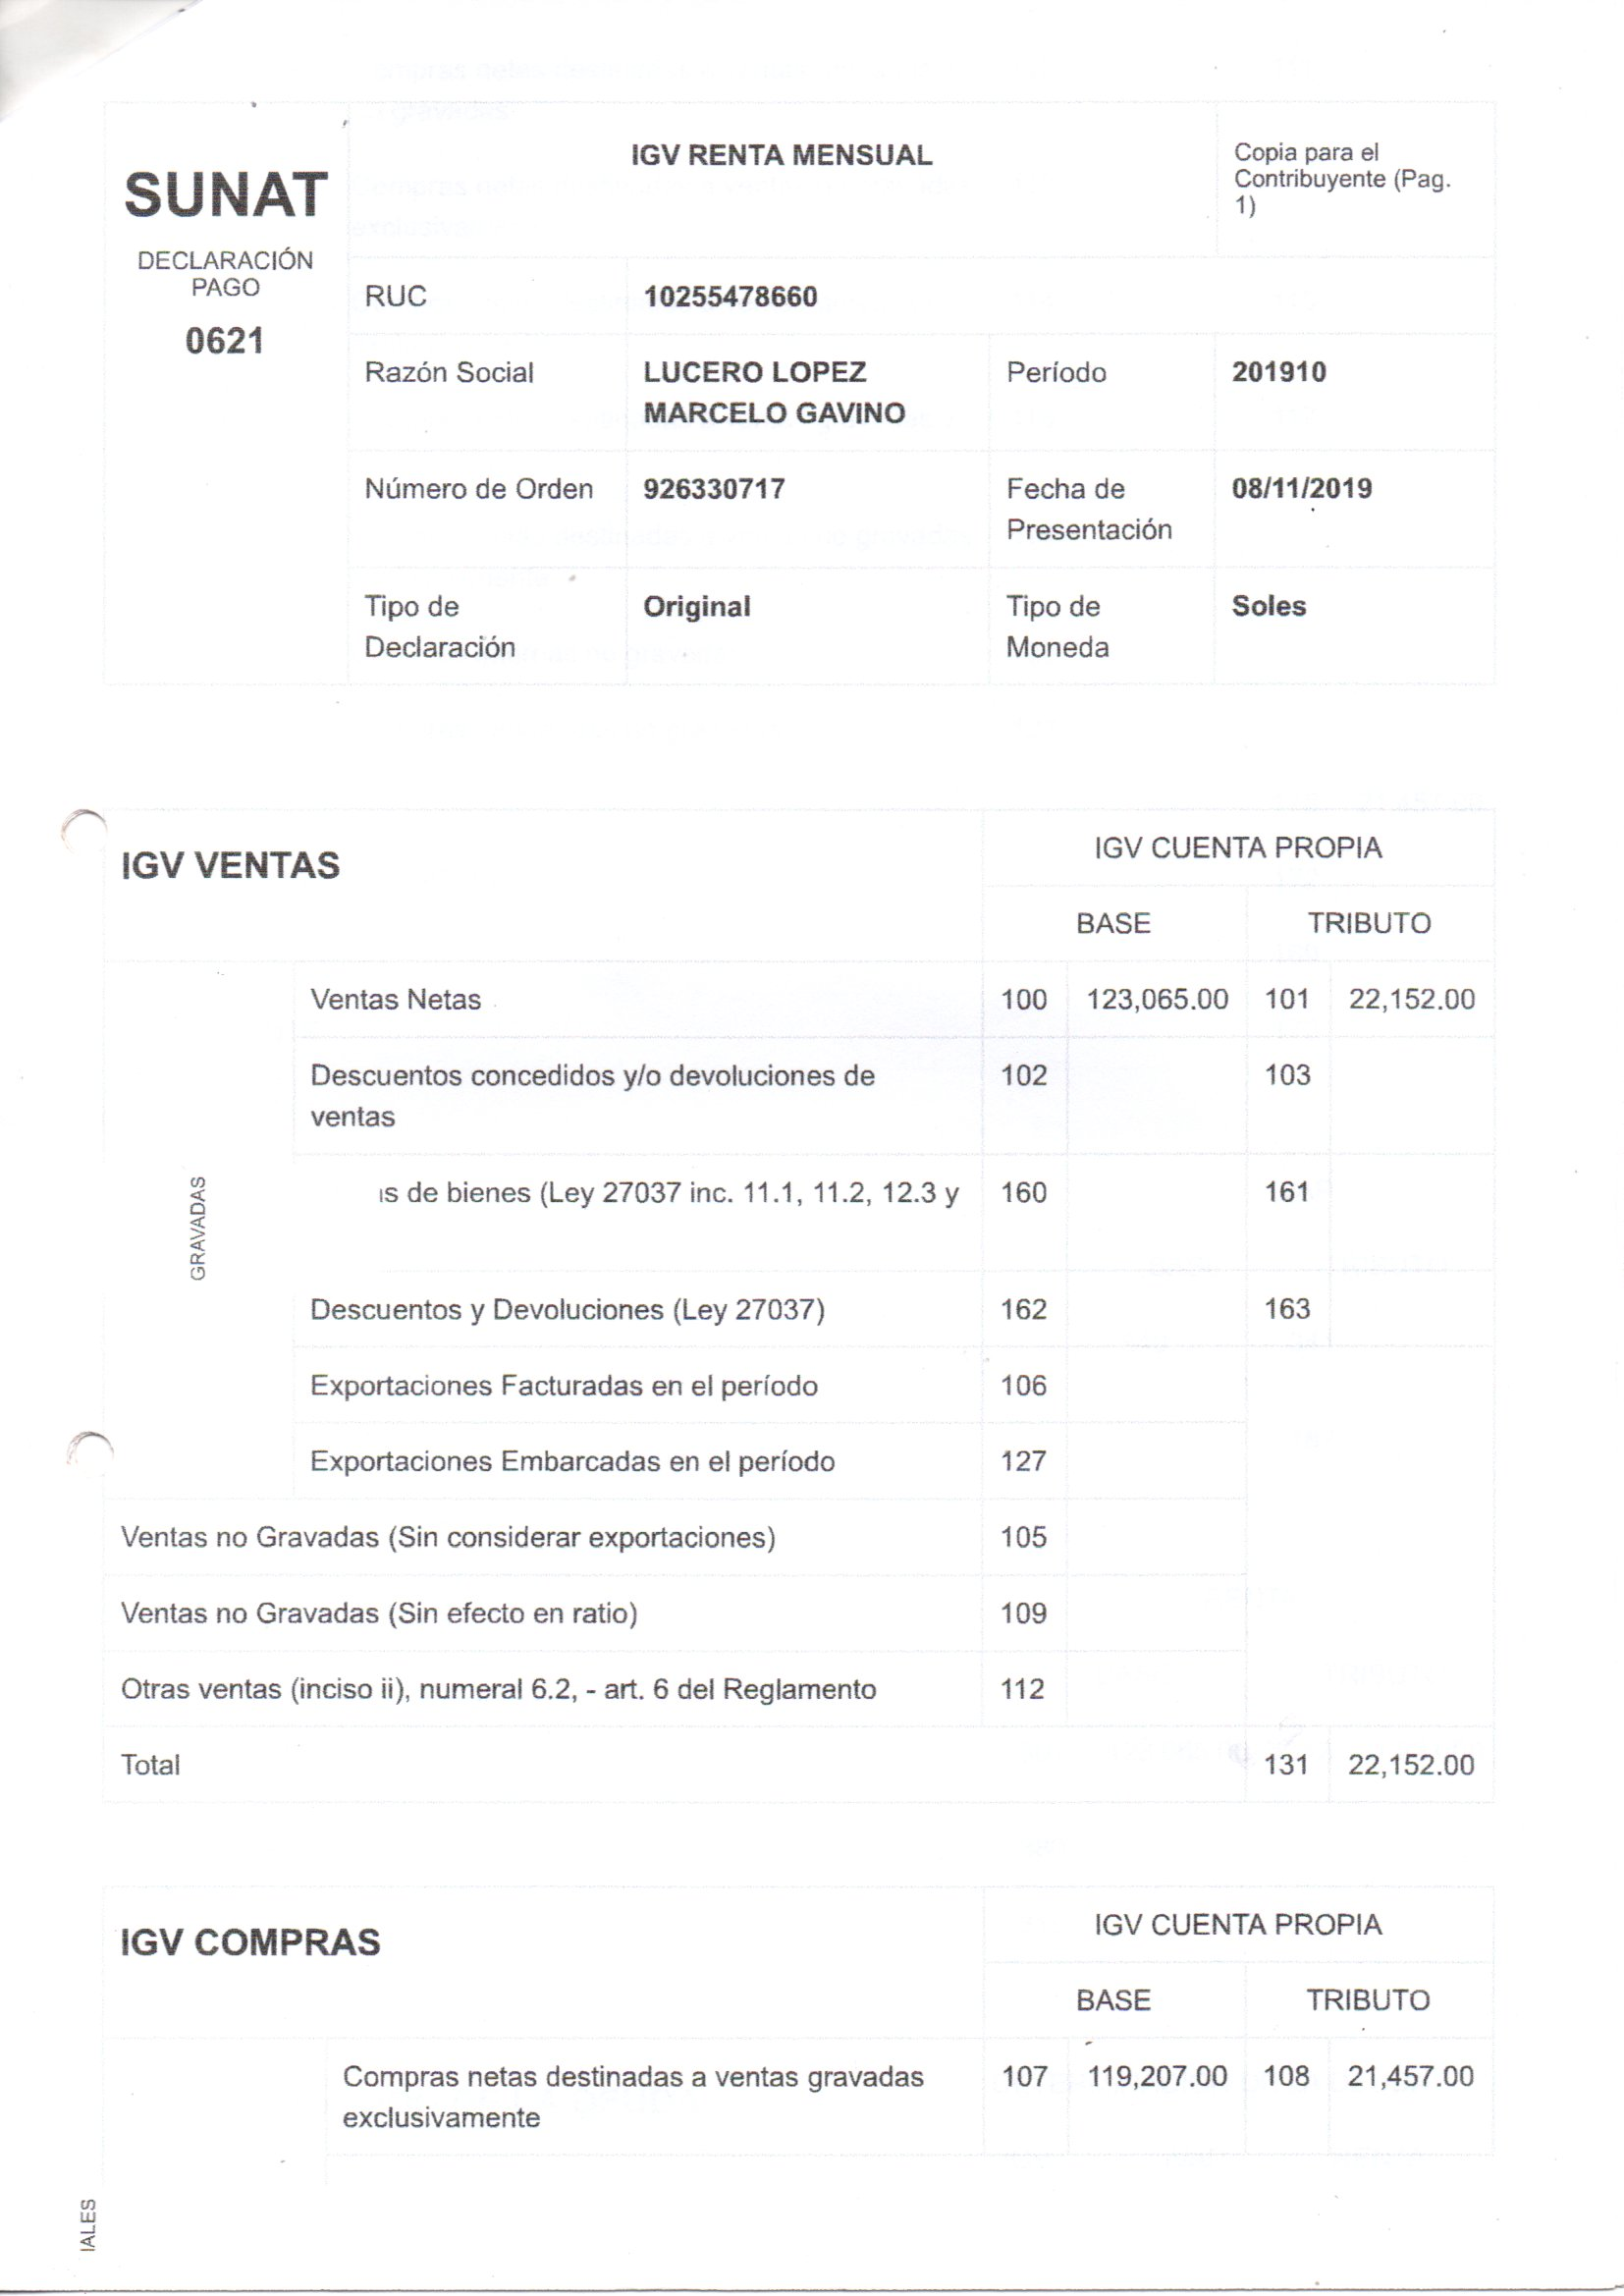 SUNAT
DECLARACIÓN
PAGO
0621
IGV RENTA MENSUAL
Copia para el
Contribuyente (Pag.
1)
RUC 10255478660
Razón Social LUCERO LOPEZ Período 201910
MARCELO GAVINO
Número de Orden 926330717 Fecha de 08/11/2019
Presentación
Tipo de Original Tipo de Soles
Declaración Moneda
IGV VENTAS
IGV CUENTA PROPIA
BASE TRIBUTO
GRAVADAS
Ventas Netas 100 123,065.00 101 22,152.00
Descuentos concedidos y/o devoluciones de 102 103
ventas
de bienes (Ley 27037 inc. 11.1, 11.2, 12.3 y 160 161
Descuentos y Devoluciones (Ley 27037) 162 163
Exportaciones Facturadas en el período 106
Exportaciones Embarcadas en el período 127
Ventas no Gravadas (Sin considerar exportaciones) 105
Ventas no Gravadas (Sin efecto en ratio) 109
Otras ventas (inciso ii), numeral 6.2, - art. 6 del Reglamento 112
Total 131 22,152.00
IGV COMPRAS
IGV CUENTA PROPIA
BASE TRIBUTO
Compras netas destinadas a ventas gravadas 107 119,207.00 108 21,457.00
exclusivamente
IALES